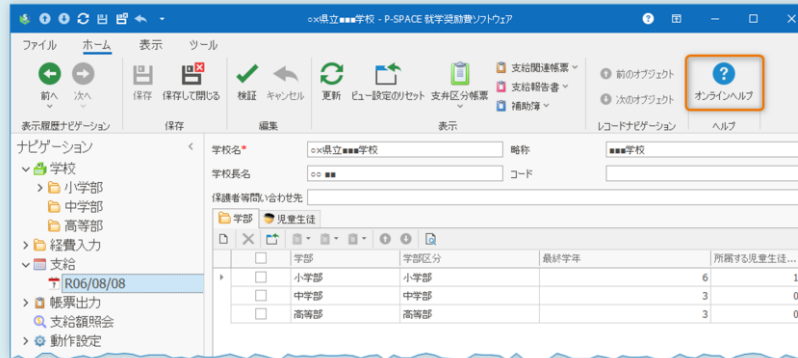 ○×県立■■■学校 - P-SPACE 就学奨励費ソフトウェア
ファイル ホーム 表示 ツール
前へ 次へ 保存 保存して閉じる 検証 キャンセル 更新 ビュー設定のリセット 支弁区分帳票 支給関連帳票 支給報告書 補助簿 前のオブジェクト 次のオブジェクト オンラインヘルプ
表示履歴ナビゲーション 保存 編集 表示 レコードナビゲーション ヘルプ
ナビゲーション
学校
小学部
中学部
高等部
経費入力
支給
R06/08/08
帳票出力
支給額照会
動作設定
学校名* ○×県立■■■学校 略称 ■■■学校
学校長名 ○○ ■■ コード
保護者等問い合わせ先
学部 児童生徒
学部 学部区分 最終学年 所属する児童生徒...
小学部 小学部 6 1
中学部 中学部 3 0
高等部 高等部 3 0